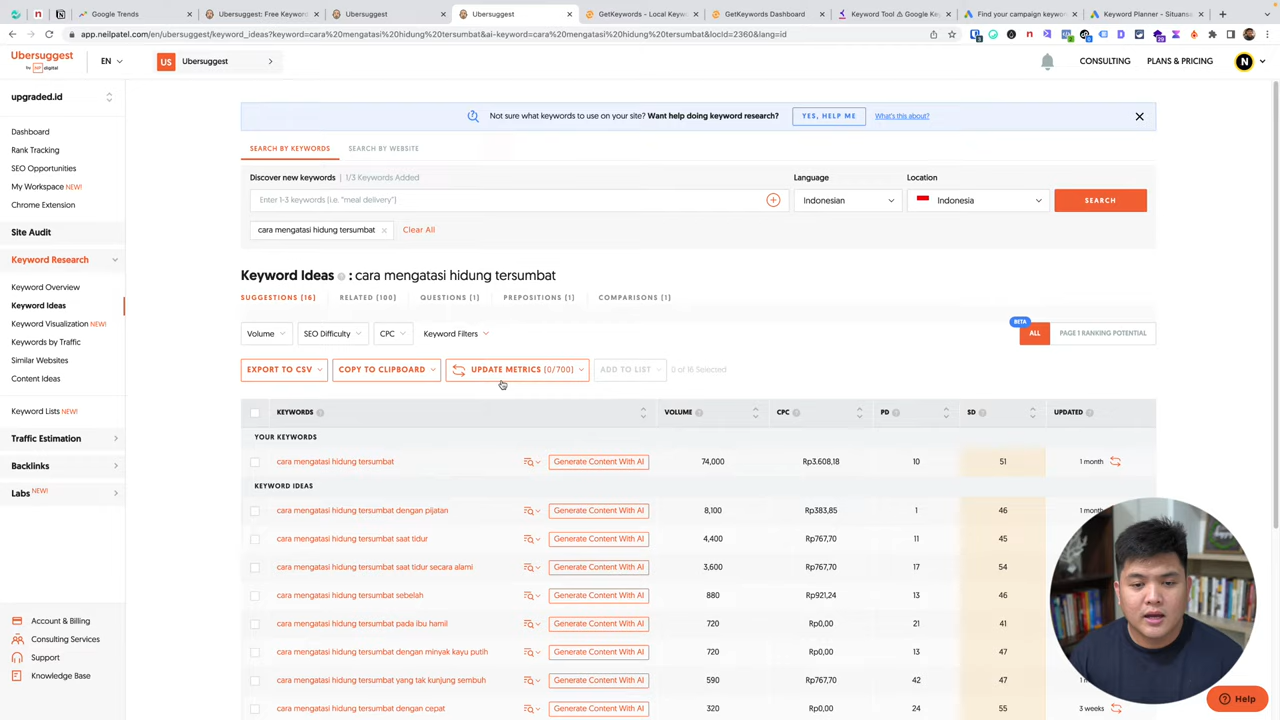 Google Trends
Ubersuggest: Free Keyword
Ubersuggest
Ubersuggest
GetKeywords - Local Keyw
GetKeywords Dashboard
Keyword Tool ⚠ Google Ke
Find your campaign keywo
Keyword Planner - Situansa
app.neilpatel.com/en/ubersuggest/keyword_ideas?keyword=cara%20mengatasi%20hidung%20tersumbat&ai-keyword=cara%20mengatasi%20hidung%20tersumbat&locId=2360&lang=id
Ubersuggest
by NP digital
EN
US
Ubersuggest
CONSULTING
PLANS & PRICING
N
upgraded.id
Dashboard
Rank Tracking
SEO Opportunities
My Workspace NEW!
Chrome Extension
Site Audit
Keyword Research
Keyword Overview
Keyword Ideas
Keyword Visualization NEW!
Keywords by Traffic
Similar Websites
Content Ideas
Keyword Lists NEW!
Traffic Estimation
Backlinks
Labs NEW!
Account & Billing
Consulting Services
Support
Knowledge Base
Not sure what keywords to use on your site? Want help doing keyword research?
YES, HELP ME
What's this about?
SEARCH BY KEYWORDS
SEARCH BY WEBSITE
Discover new keywords | 1/3 Keywords Added
Language
Location
Enter 1-3 keywords (i.e. "meal delivery")
Indonesian
Indonesia
SEARCH
cara mengatasi hidung tersumbat
Clear All
Keyword Ideas : cara mengatasi hidung tersumbat
SUGGESTIONS (16)
RELATED (100)
QUESTIONS (1)
PREPOSITIONS (1)
COMPARISONS (1)
Volume
SEO Difficulty
CPC
Keyword Filters
BETA
ALL
PAGE 1 RANKING POTENTIAL
EXPORT TO CSV
COPY TO CLIPBOARD
UPDATE METRICS (0/700)
ADD TO LIST
0 of 16 Selected
KEYWORDS VOLUME CPC PD SD UPDATED
YOUR KEYWORDS
cara mengatasi hidung tersumbat Generate Content With AI 74,000 Rp3.608,18 10 51 1 month
KEYWORD IDEAS
cara mengatasi hidung tersumbat dengan pijatan Generate Content With AI 8,100 Rp383,85 1 46 1 month
cara mengatasi hidung tersumbat saat tidur Generate Content With AI 4,400 Rp767,70 11 45
cara mengatasi hidung tersumbat saat tidur secara alami Generate Content With AI 3,600 Rp767,70 17 54
cara mengatasi hidung tersumbat sebelah Generate Content With AI 880 Rp921,24 13 46
cara mengatasi hidung tersumbat pada ibu hamil Generate Content With AI 720 Rp0,00 21 41
cara mengatasi hidung tersumbat dengan minyak kayu putih Generate Content With AI 720 Rp0,00 13 47
cara mengatasi hidung tersumbat yang tak kunjung sembuh Generate Content With AI 590 Rp767,70 42 47
cara mengatasi hidung tersumbat dengan cepat Generate Content With AI 320 Rp0,00 24 55 3 weeks
Help